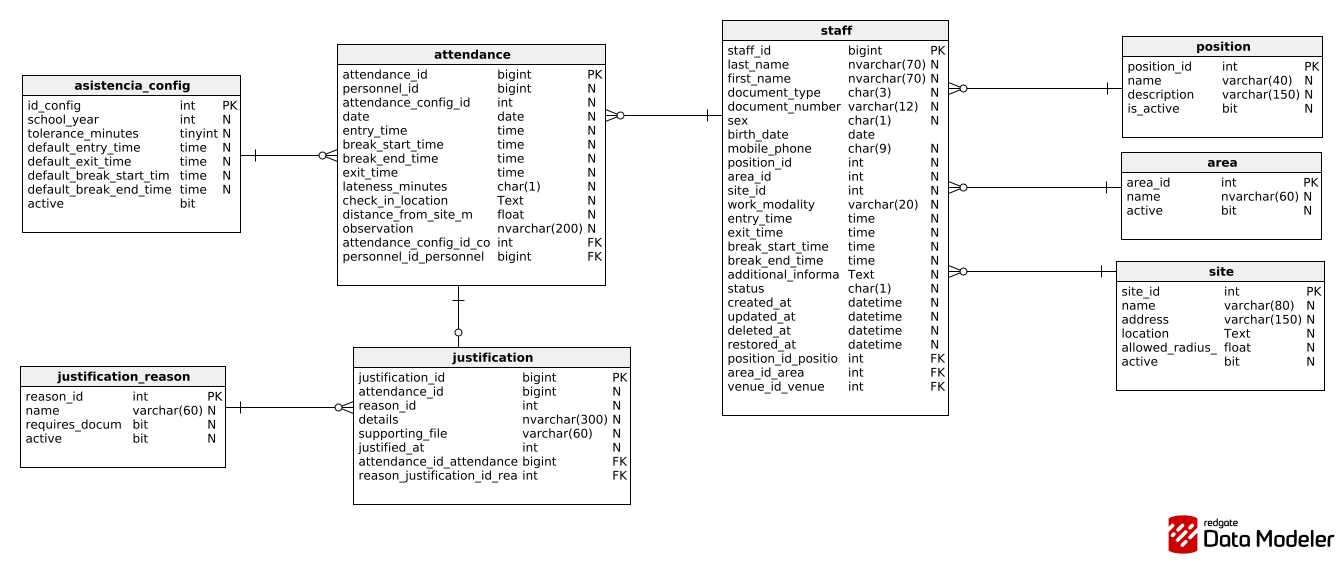 asistencia_config
id_config int PK
school_year int N
tolerance_minutes tinyint N
default_entry_time time N
default_exit_time time N
default_break_start_tim time N
default_break_end_time time N
active bit
attendance
attendance_id bigint PK
personnel_id bigint N
attendance_config_id int N
date date N
entry_time time N
break_start_time time N
break_end_time time N
exit_time time N
lateness_minutes char(1) N
check_in_location Text N
distance_from_site_m float N
observation nvarchar(200) N
attendance_config_id_co int FK
personnel_id_personnel bigint FK
staff
staff_id bigint PK
last_name nvarchar(70) N
first_name nvarchar(70) N
document_type char(3) N
document_number varchar(12) N
sex char(1) N
birth_date date
mobile_phone char(9) N
position_id int N
area_id int N
site_id int N
work_modality varchar(20) N
entry_time time N
exit_time time N
break_start_time time N
break_end_time time N
additional_informa Text N
status char(1) N
created_at datetime N
updated_at datetime N
deleted_at datetime N
restored_at datetime N
position_id_positio int FK
area_id_area int FK
venue_id_venue int FK
position
position_id int PK
name varchar(40) N
description varchar(150) N
is_active bit N
area
area_id int PK
name nvarchar(60) N
active bit N
site
site_id int PK
name varchar(80) N
address varchar(150) N
location Text N
allowed_radius_ float N
active bit N
justification_reason
reason_id int PK
name varchar(60) N
requires_docum bit N
active bit N
justification
justification_id bigint PK
attendance_id bigint N
reason_id int N
details nvarchar(300) N
supporting_file varchar(60) N
justified_at int N
attendance_id_attendance bigint FK
reason_justification_id_rea int FK
redgate
Data Modeler